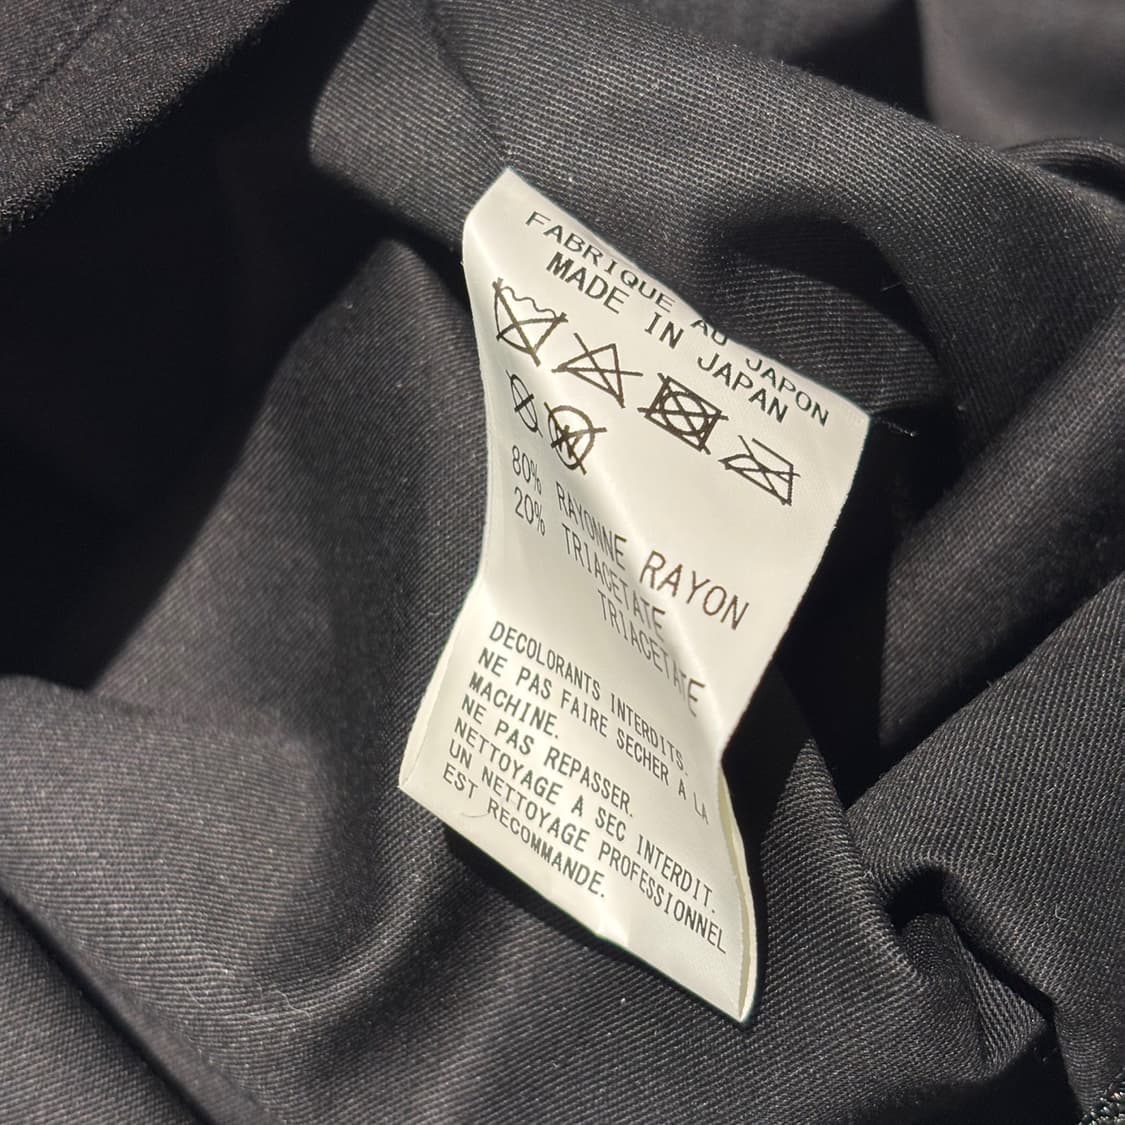 FABRIQUE AU JAPON
MADE IN JAPAN
80% RAYONNE RAYON
20% TRIACETATE
TRIACETATE
DECOLORANTS INTERDITS.
NE PAS FAIRE SECHER A LA
MACHINE.
NE PAS REPASSER.
NETTOYAGE A SEC INTERDIT.
UN NETTOYAGE PROFESSIONNEL
EST RECOMMANDE.